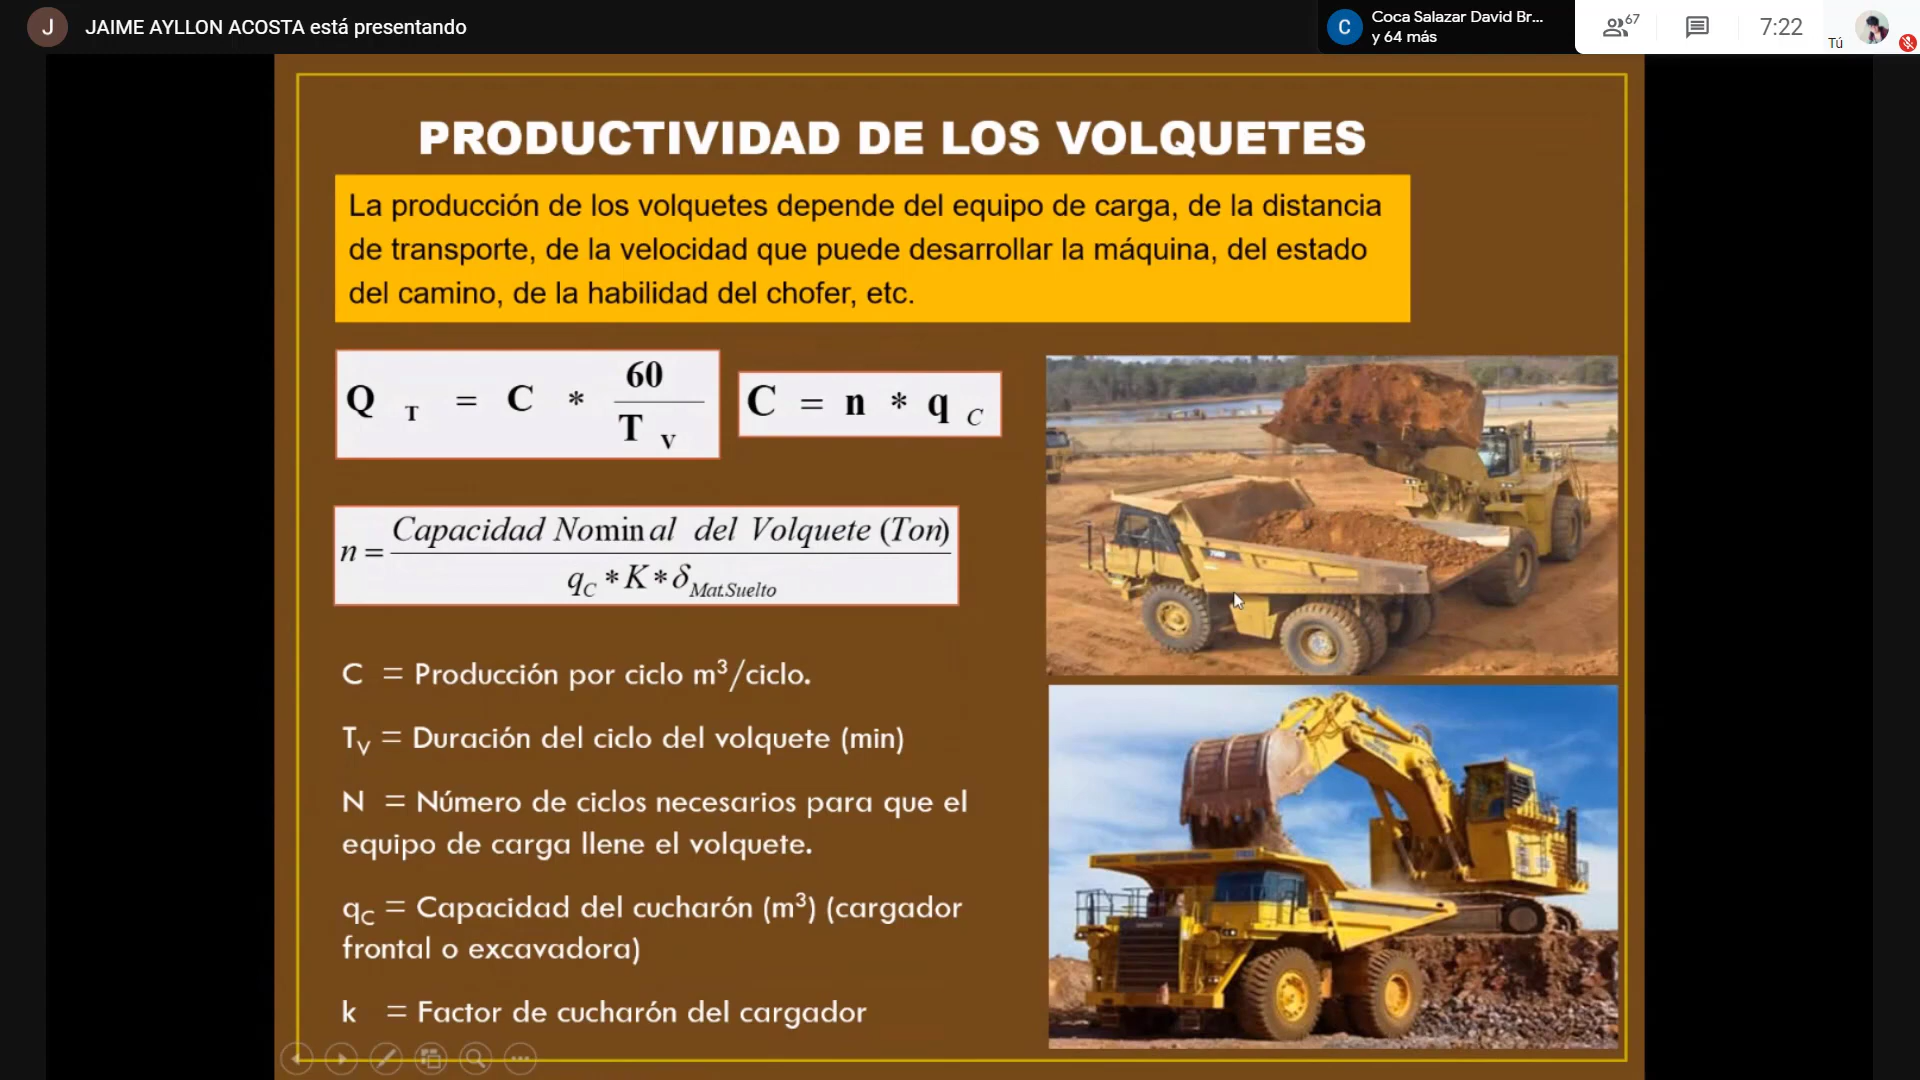 J JAIME AYLLON ACOSTA está presentando
C Coca Salazar David Br...
y 64 más
67
7:22
Tú
PRODUCTIVIDAD DE LOS VOLQUETES
La producción de los volquetes depende del equipo de carga, de la distancia
de transporte, de la velocidad que puede desarrollar la máquina, del estado
del camino, de la habilidad del chofer, etc.
Q T = C * 60 / T V
C = n * q C
n = Capacidad Nominal del Volquete (Ton) / qC * K * δMat.Suelto
C = Producción por ciclo m³/ciclo.
TV = Duración del ciclo del volquete (min)
N = Número de ciclos necesarios para que el
equipo de carga llene el volquete.
qC = Capacidad del cucharón (m³) (cargador
frontal o excavadora)
k = Factor de cucharón del cargador